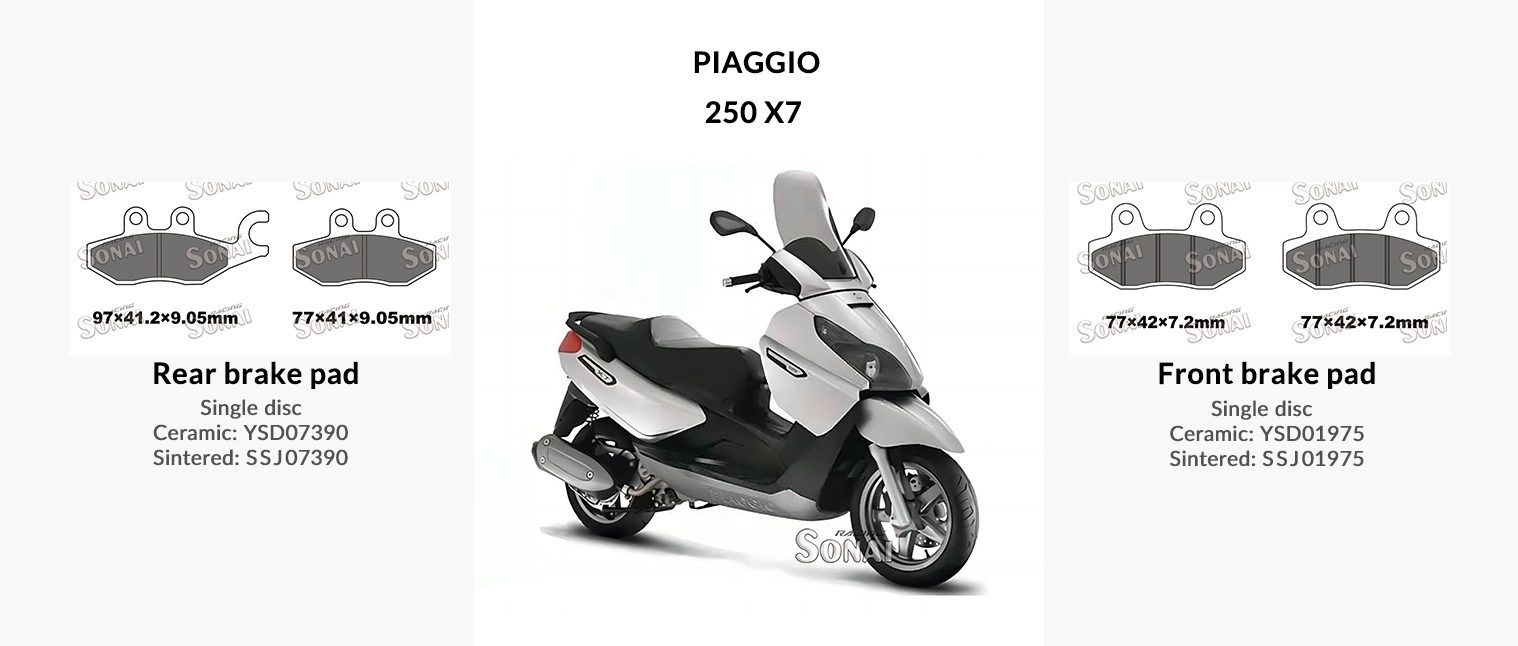 PIAGGIO
250 X7
SONAI SONAI SONAI SONAI
SONAI SONAI SONAI SONAI
97×41.2×9.05mm 77×41×9.05mm
Rear brake pad
Single disc
Ceramic: YSD07390
Sintered: SSJ07390
RACING
SONAI
SONAI SONAI SONAI SONAI
SONAI SONAI SONAI
77×42×7.2mm 77×42×7.2mm
Front brake pad
Single disc
Ceramic: YSD01975
Sintered: SSJ01975